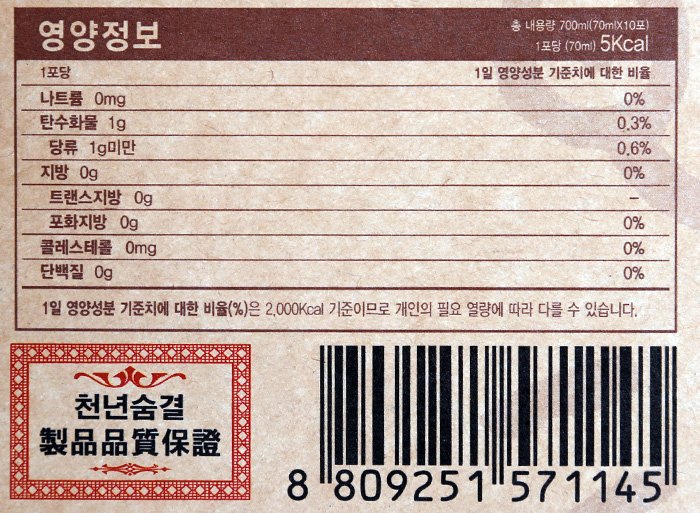 영양정보
총 내용량 700ml(70mlX10포)
1포당 (70ml) 5Kcal
1포당 1일 영양성분 기준치에 대한 비율
나트륨 0mg 0%
탄수화물 1g 0.3%
당류 1g미만 0.6%
지방 0g 0%
트랜스지방 0g –
포화지방 0g 0%
콜레스테롤 0mg 0%
단백질 0g 0%
1일 영양성분 기준치에 대한 비율(%)은 2,000Kcal 기준이므로 개인의 필요 열량에 따라 다를 수 있습니다.
천년숨결
製品品質保證
8 809251 571145